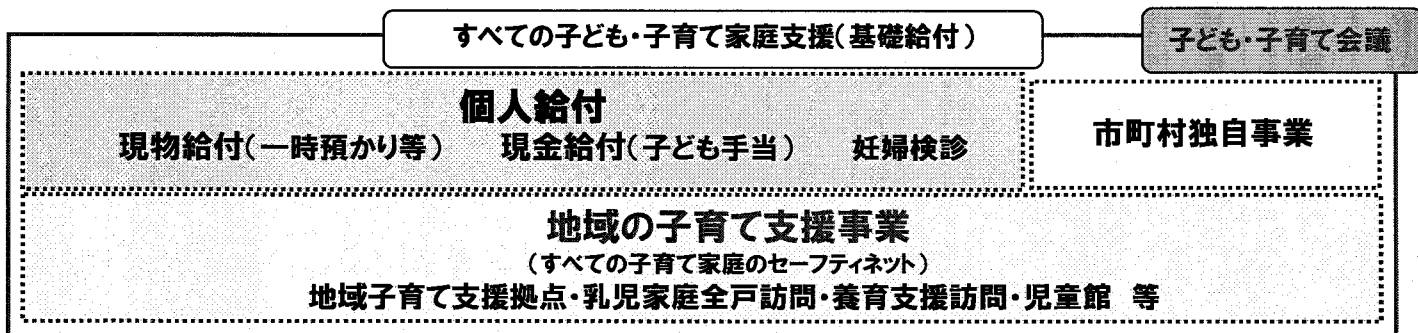 すべての子ども・子育て家庭支援(基礎給付)
子ども・子育て会議
個人給付
現物給付(一時預かり等) 現金給付(子ども手当) 妊婦検診
市町村独自事業
地域の子育て支援事業
(すべての子育て家庭のセーフティネット)
地域子育て支援拠点・乳児家庭全戸訪問・養育支援訪問・児童館 等